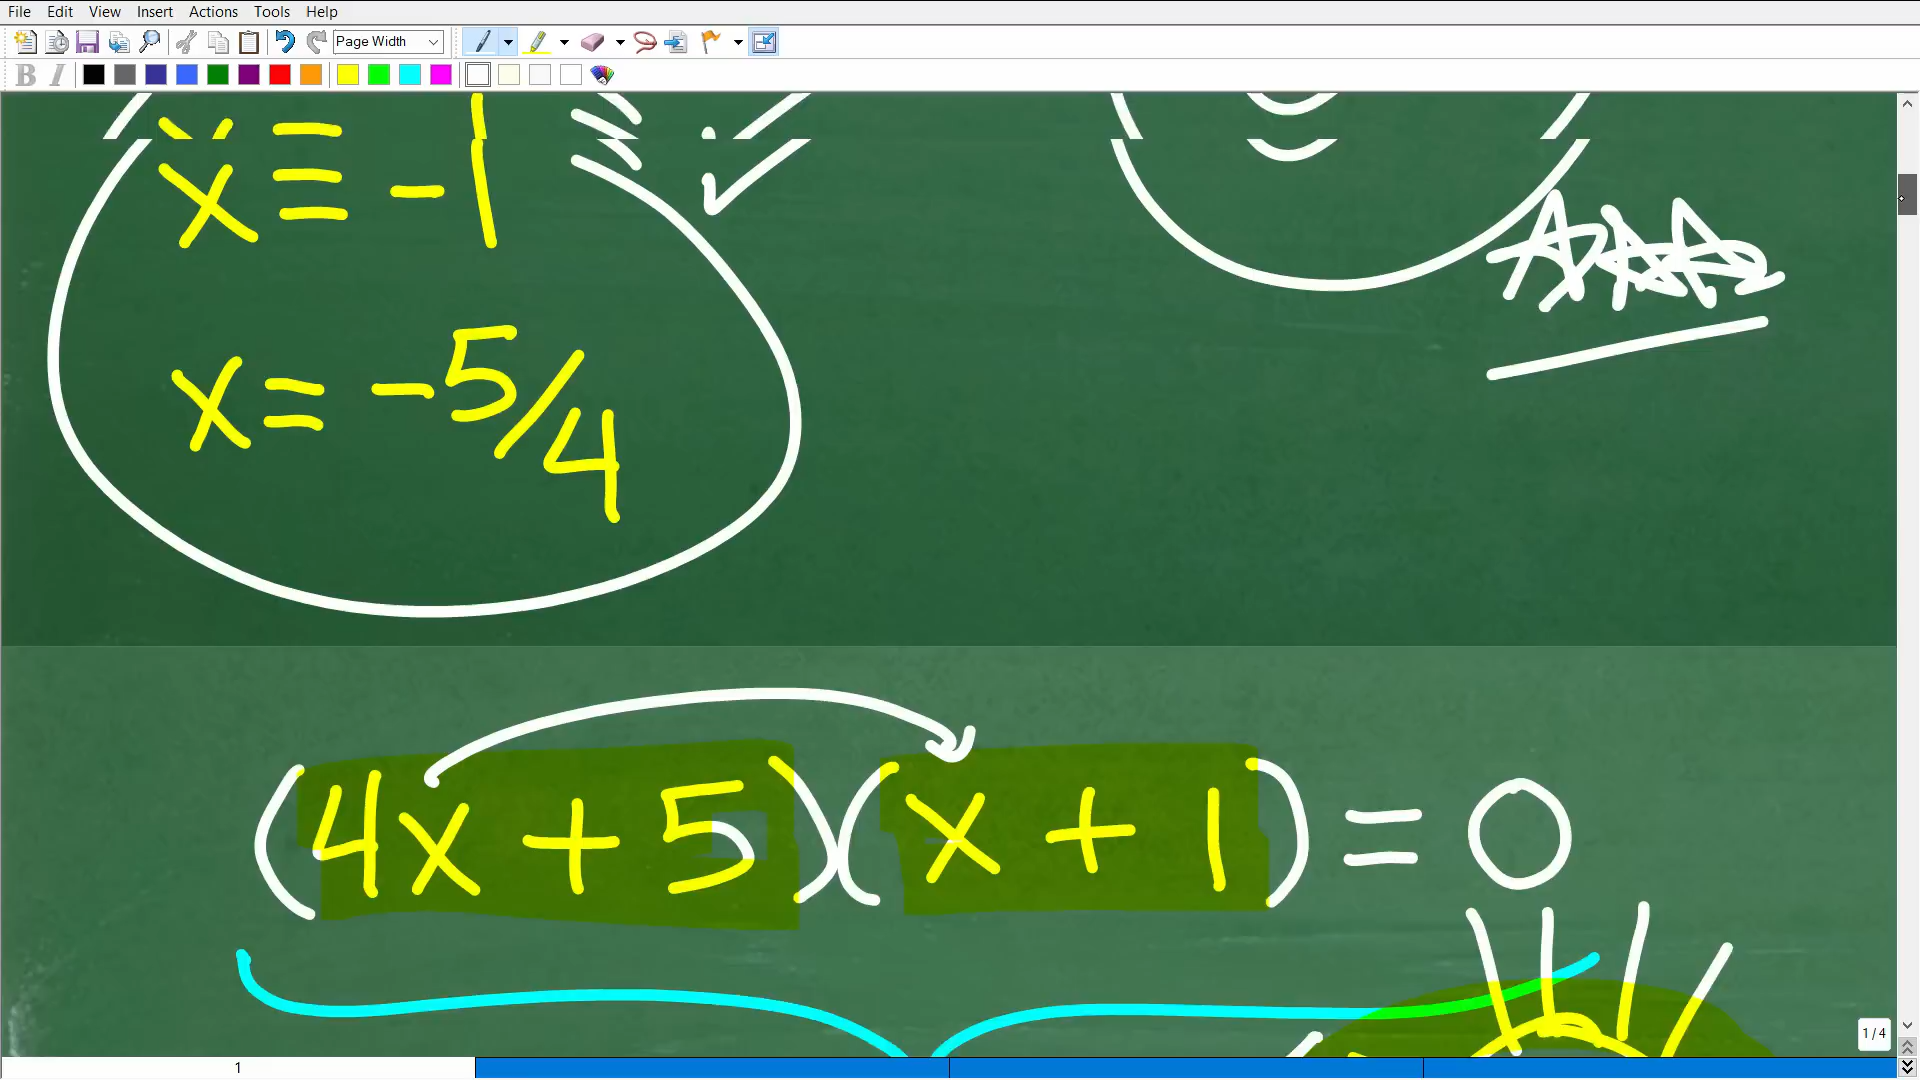 File Edit View Insert Actions Tools Help
Page Width
B I
x = -1
x = -5/4
(4x + 5)(x + 1) = 0
1 / 4
1